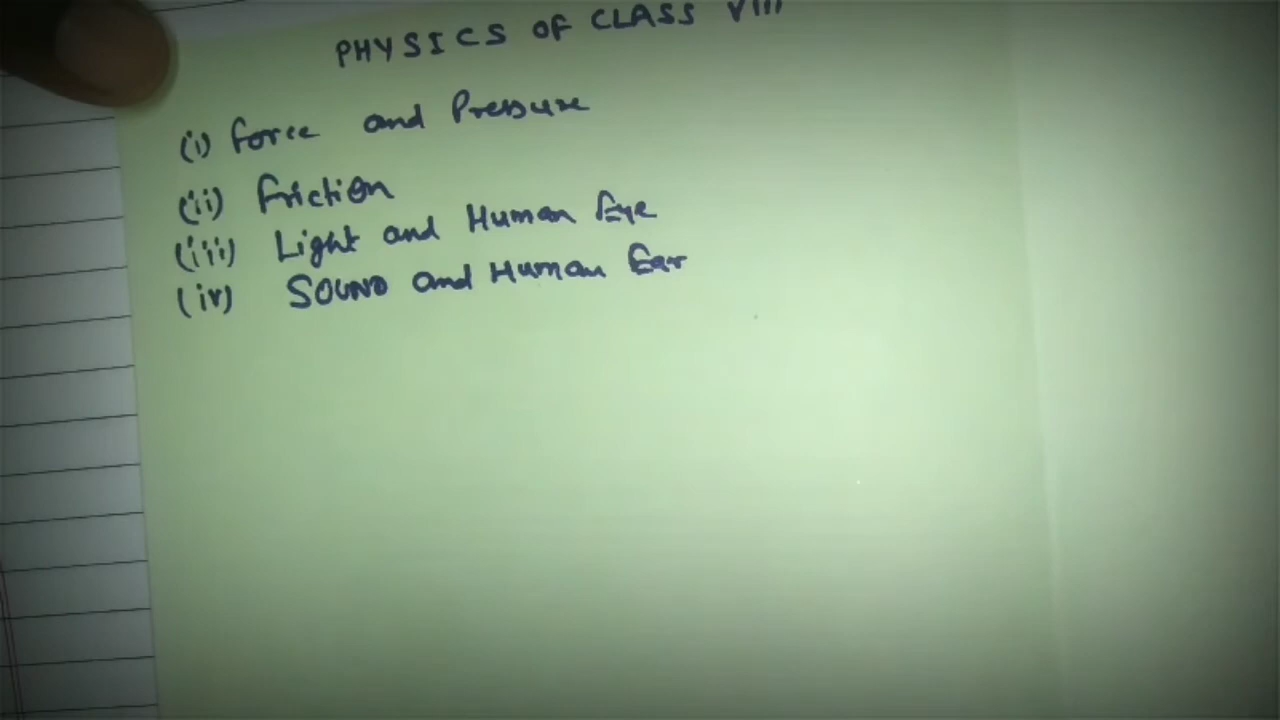 PHYSICS OF CLASS VIII
(i) Force and Pressure
(ii) Friction
(iii) Light and Human Eye
(iv) SOUND and Human Ear